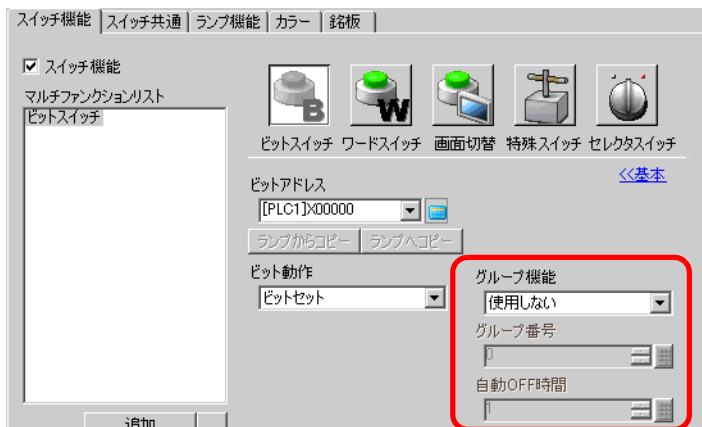 スイッチ機能 スイッチ共通 ランプ機能 カラー 銘板
スイッチ機能
マルチファンクションリスト
ビットスイッチ
B
W
ビットスイッチ ワードスイッチ 画面切替 特殊スイッチ セレクタスイッチ
<<基本
ビットアドレス
[PLC1]X00000
ランプからコピー ランプへコピー
ビット動作
ビットセット
グループ機能
使用しない
グループ番号
0
自動OFF時間
1
追加